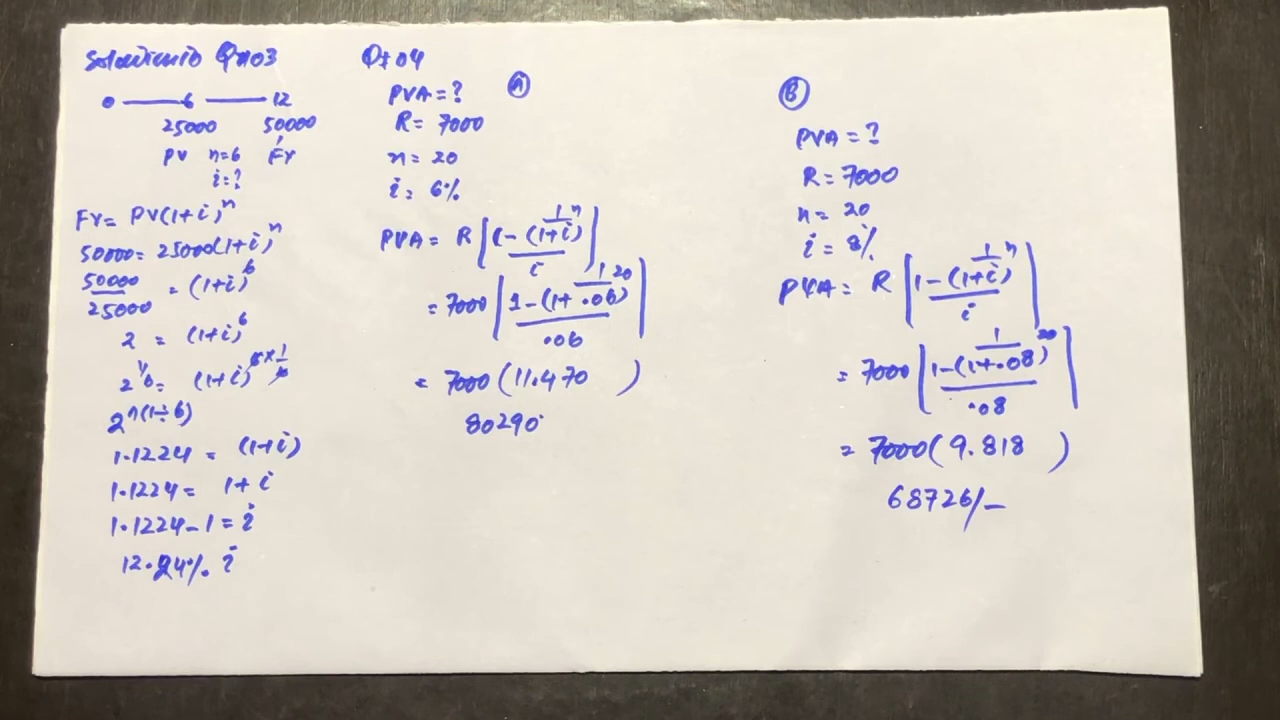 Q#03
0 — 6 — 12
25000 50000
PV n=6 FV
i=?
FV= PV(1+i)^n
50000= 25000(1+i)^n
50000/25000 = (1+i)^6
2 = (1+i)^6
2^1/6= (1+i)^6×1/6
2^(1÷6)
1.1224 = (1+i)
1.1224= 1+i
1.1224-1= i
12.24% i
Q#04
A
PVA=?
R= 7000
n= 20
i= 6%
PVA= R[1-1/(1+i)^n/i]
=7000[1-1/(1+.06)^20/.06]
= 7000(11.470 )
80290
B
PVA=?
R=7000
n= 20
i= 8%
PVA= R[1-1/(1+i)^n/i]
=7000[1-1/(1+.08)^20/.08]
= 7000(9.818 )
68726/-